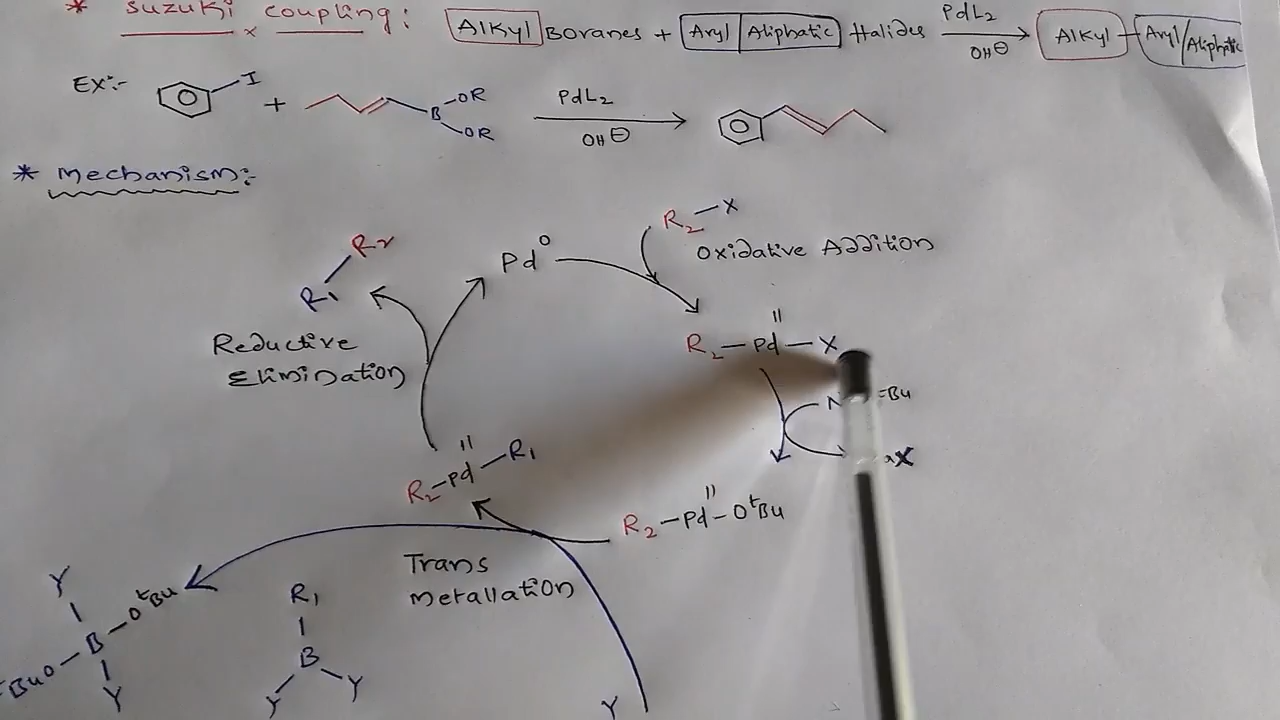 * Suzuki coupling: Alkyl Boranes + Aryl Aliphatic Halides PdL2 OH⊖ Alkyl - Aryl/Aliphatic
Ex:- I + B OR OR PdL2 OH⊖
* Mechanism:-
R2-X
Oxidative Addition
Pd0
R2
R1
Reductive
Elimination
R2-Pd-X
II
R2-Pd-R1
II
R2-Pd-OtBu
II
Trans
metallation
Y
B-OtBu
tBuO
Y
R1
B
Y Y
Y